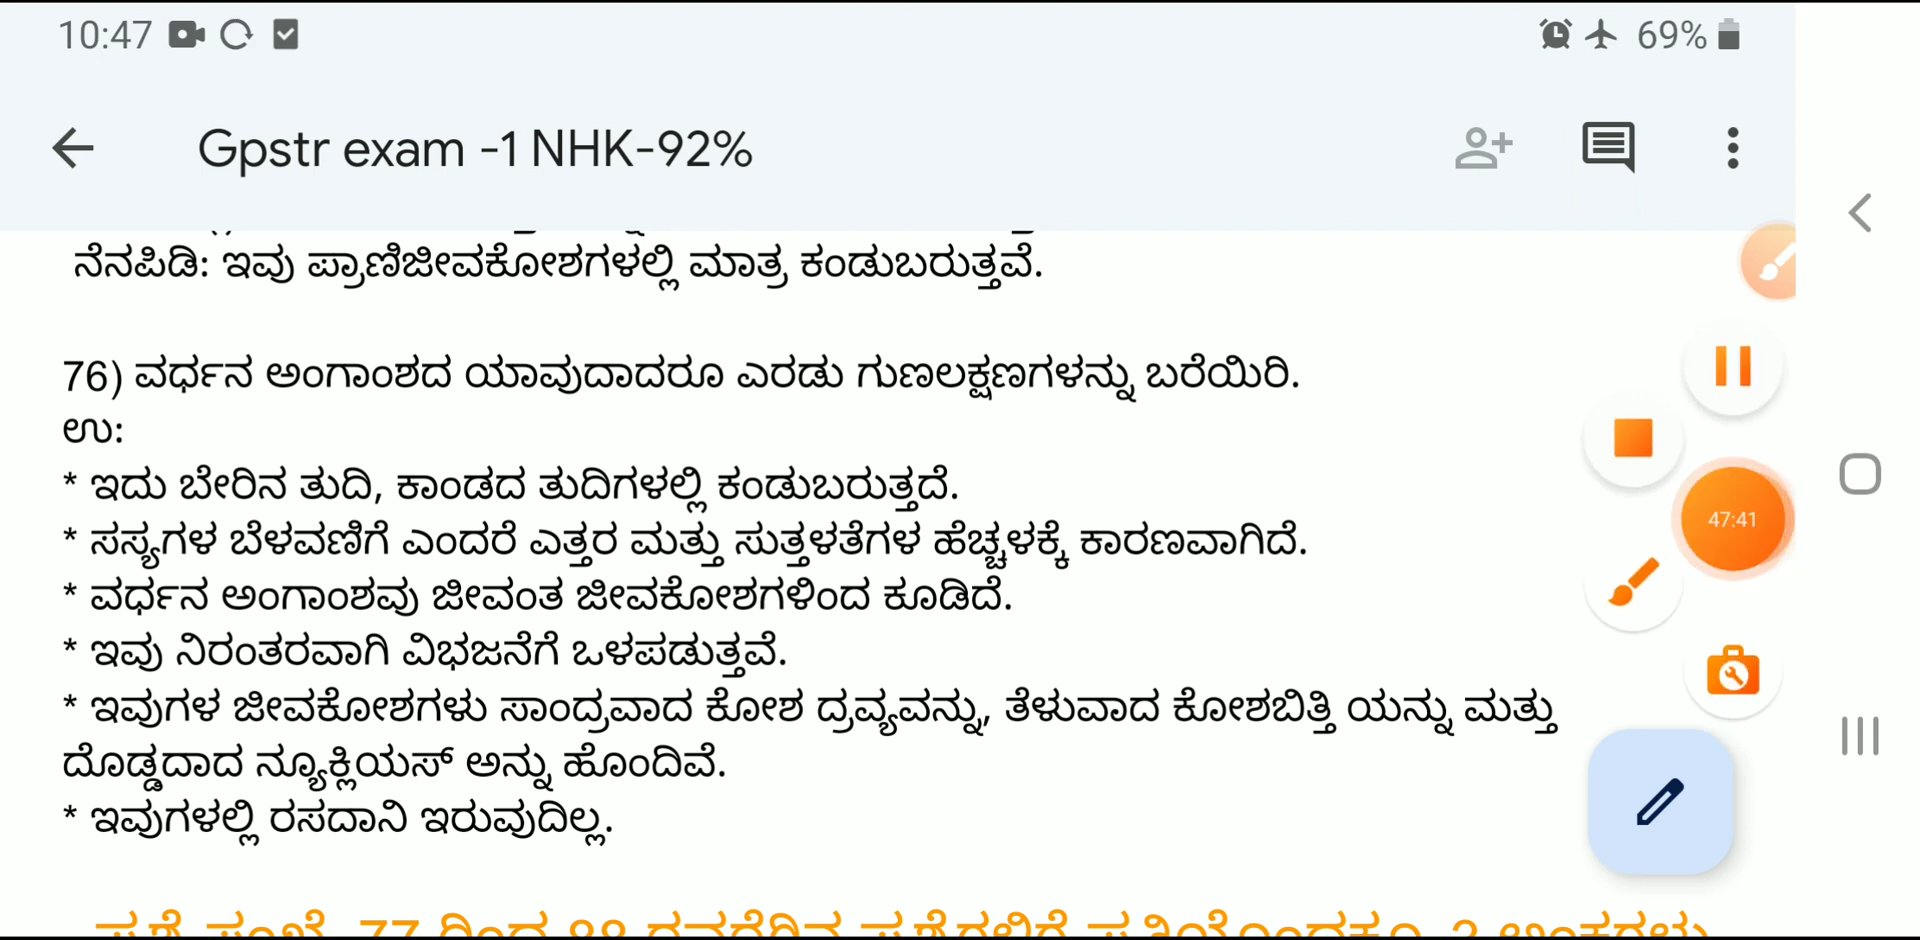 10:47 69%
Gpstr exam -1 NHK-92%
ನೆನಪಿಡಿ: ಇವು ಪ್ರಾಣಿಜೀವಕೋಶಗಳಲ್ಲಿ ಮಾತ್ರ ಕಂಡುಬರುತ್ತವೆ.
76) ವರ್ಧನ ಅಂಗಾಂಶದ ಯಾವುದಾದರೂ ಎರಡು ಗುಣಲಕ್ಷಣಗಳನ್ನು ಬರೆಯಿರಿ.
ಉ:
* ಇದು ಬೇರಿನ ತುದಿ, ಕಾಂಡದ ತುದಿಗಳಲ್ಲಿ ಕಂಡುಬರುತ್ತದೆ.
* ಸಸ್ಯಗಳ ಬೆಳವಣಿಗೆ ಎಂದರೆ ಎತ್ತರ ಮತ್ತು ಸುತ್ತಳತೆಗಳ ಹೆಚ್ಚಳಕ್ಕೆ ಕಾರಣವಾಗಿದೆ.
47:41
* ವರ್ಧನ ಅಂಗಾಂಶವು ಜೀವಂತ ಜೀವಕೋಶಗಳಿಂದ ಕೂಡಿದೆ.
* ಇವು ನಿರಂತರವಾಗಿ ವಿಭಜನೆಗೆ ಒಳಪಡುತ್ತವೆ.
* ಇವುಗಳ ಜೀವಕೋಶಗಳು ಸಾಂದ್ರವಾದ ಕೋಶ ದ್ರವ್ಯವನ್ನು, ತೆಳುವಾದ ಕೋಶಬಿತ್ತಿ ಯನ್ನು ಮತ್ತು
ದೊಡ್ಡದಾದ ನ್ಯೂಕ್ಲಿಯಸ್ ಅನ್ನು ಹೊಂದಿವೆ.
* ಇವುಗಳಲ್ಲಿ ರಸದಾನಿ ಇರುವುದಿಲ್ಲ.